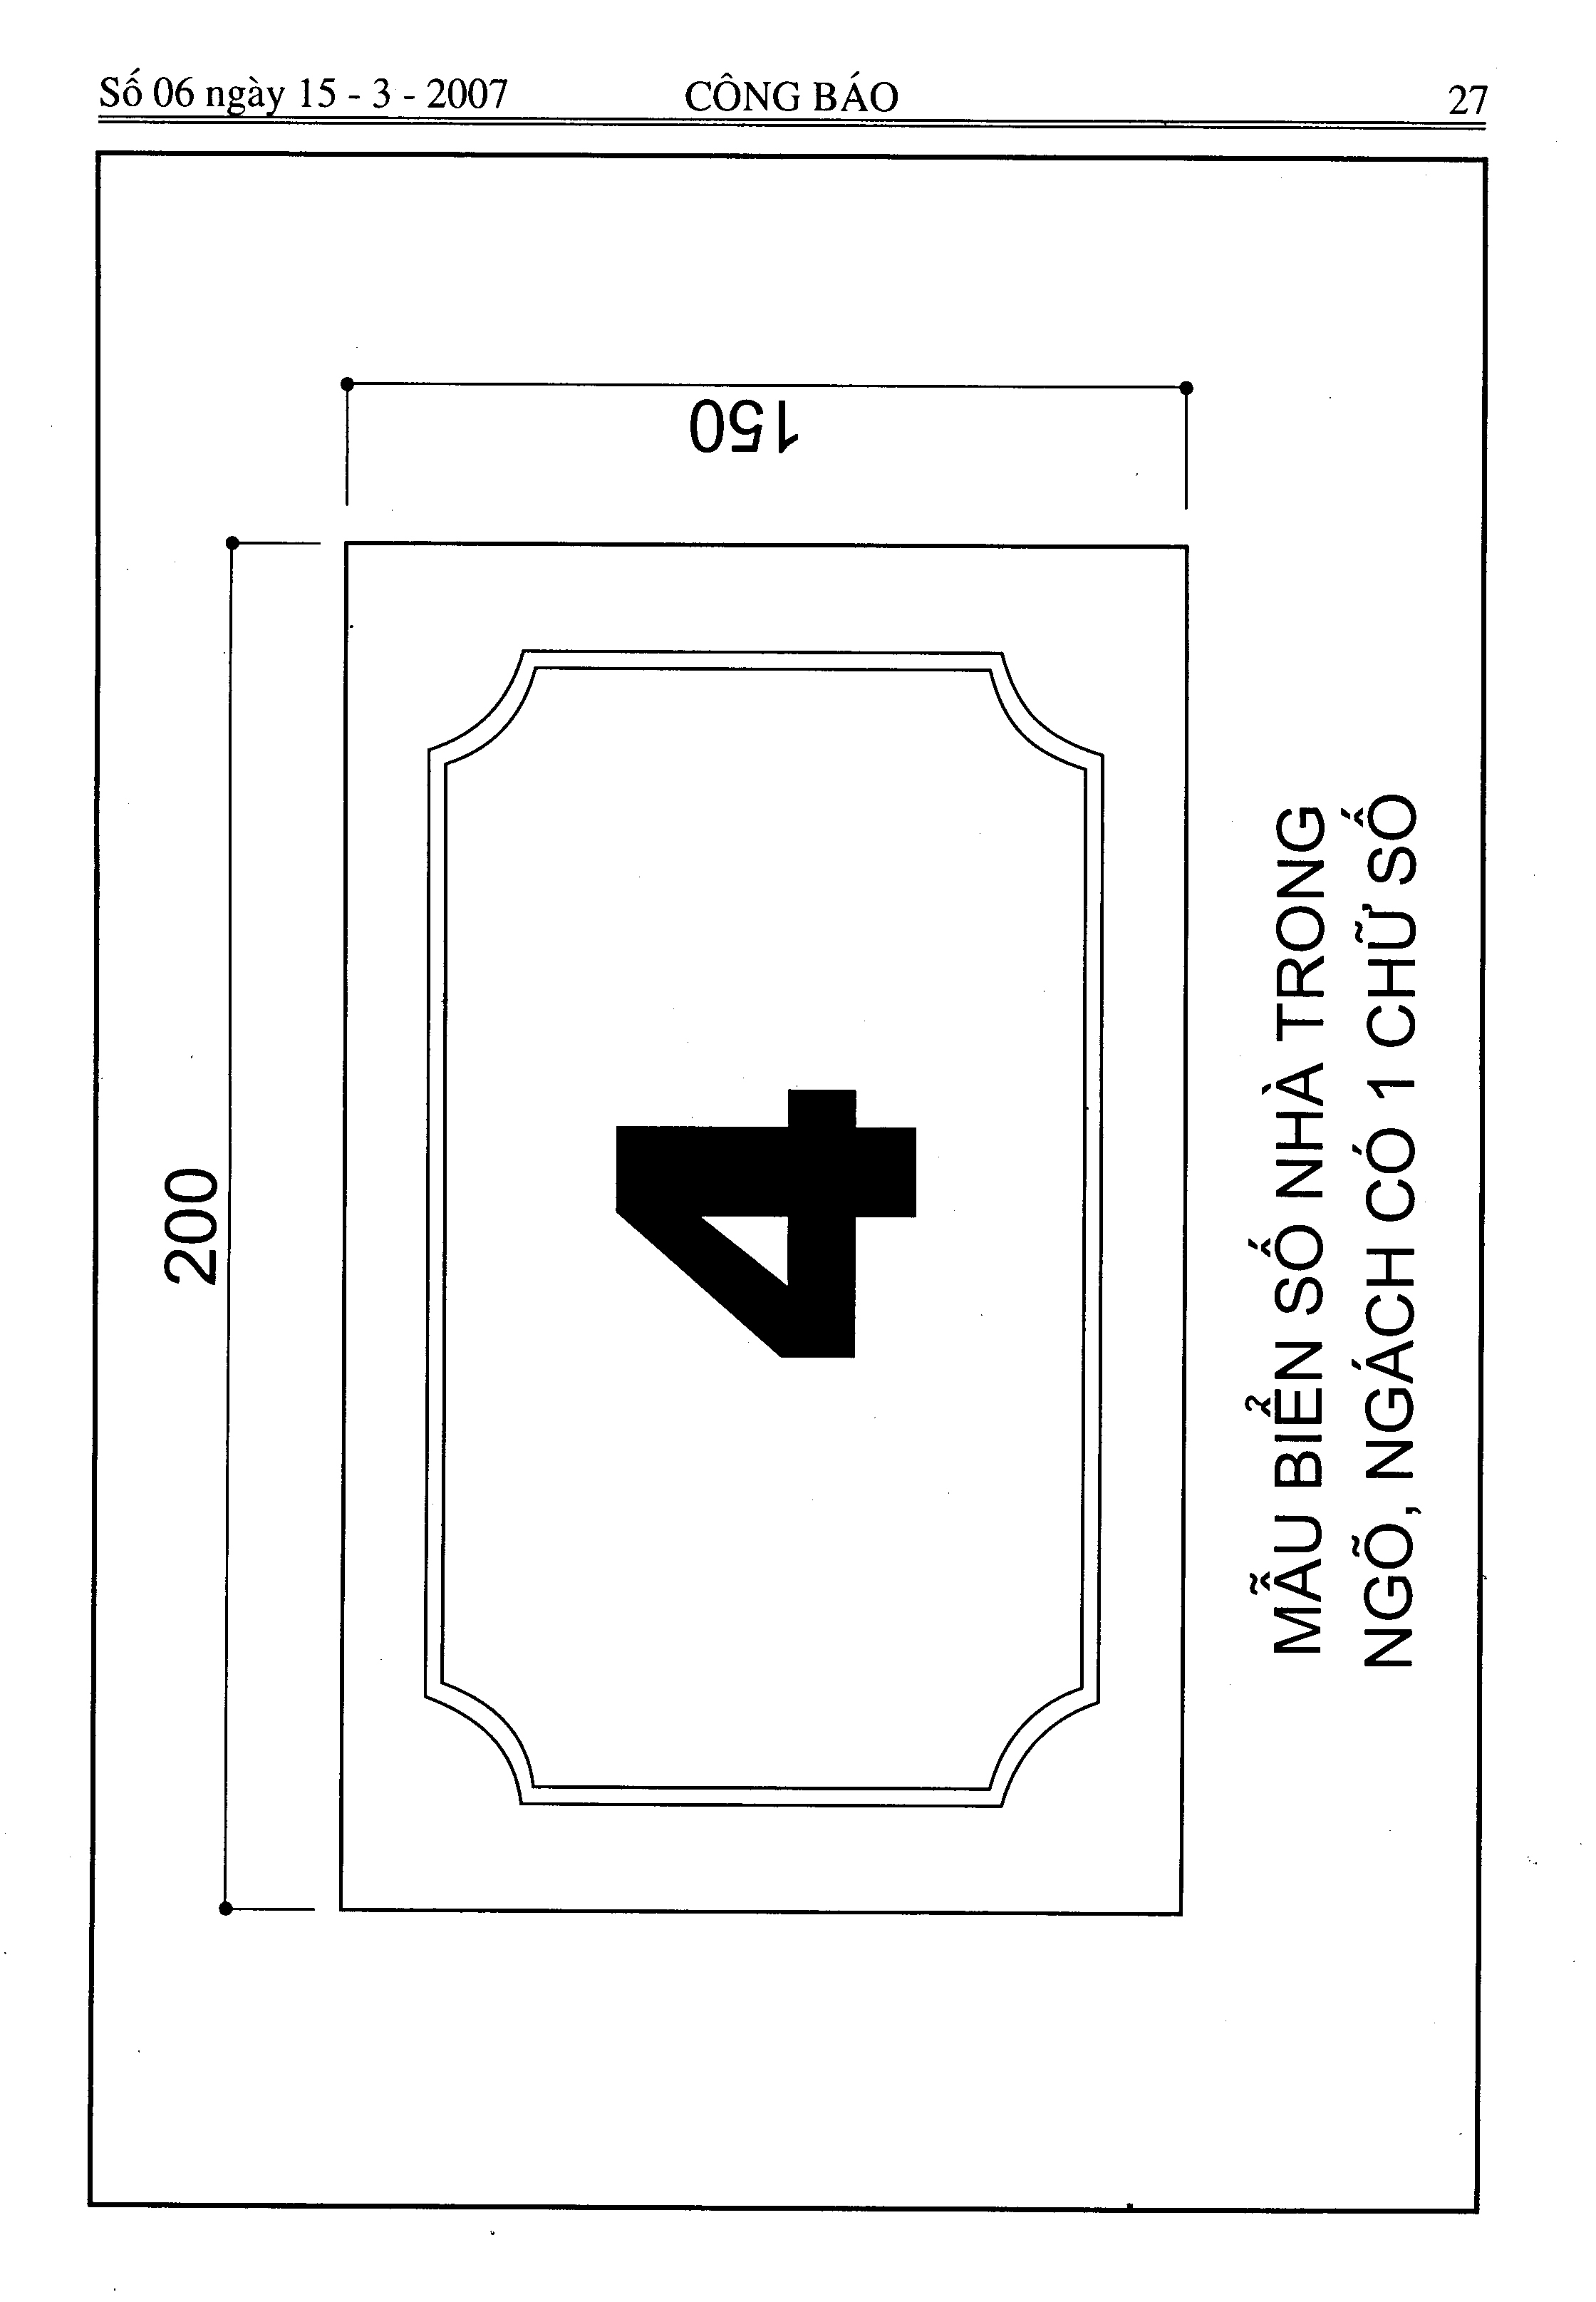 Số 06 ngày 15 - 3 - 2007 CÔNG BÁO 27
150
200
4
MẪU BIỂN SỐ NHÀ TRONG
NGÕ, NGÁCH CÓ 1 CHỮ SỐ